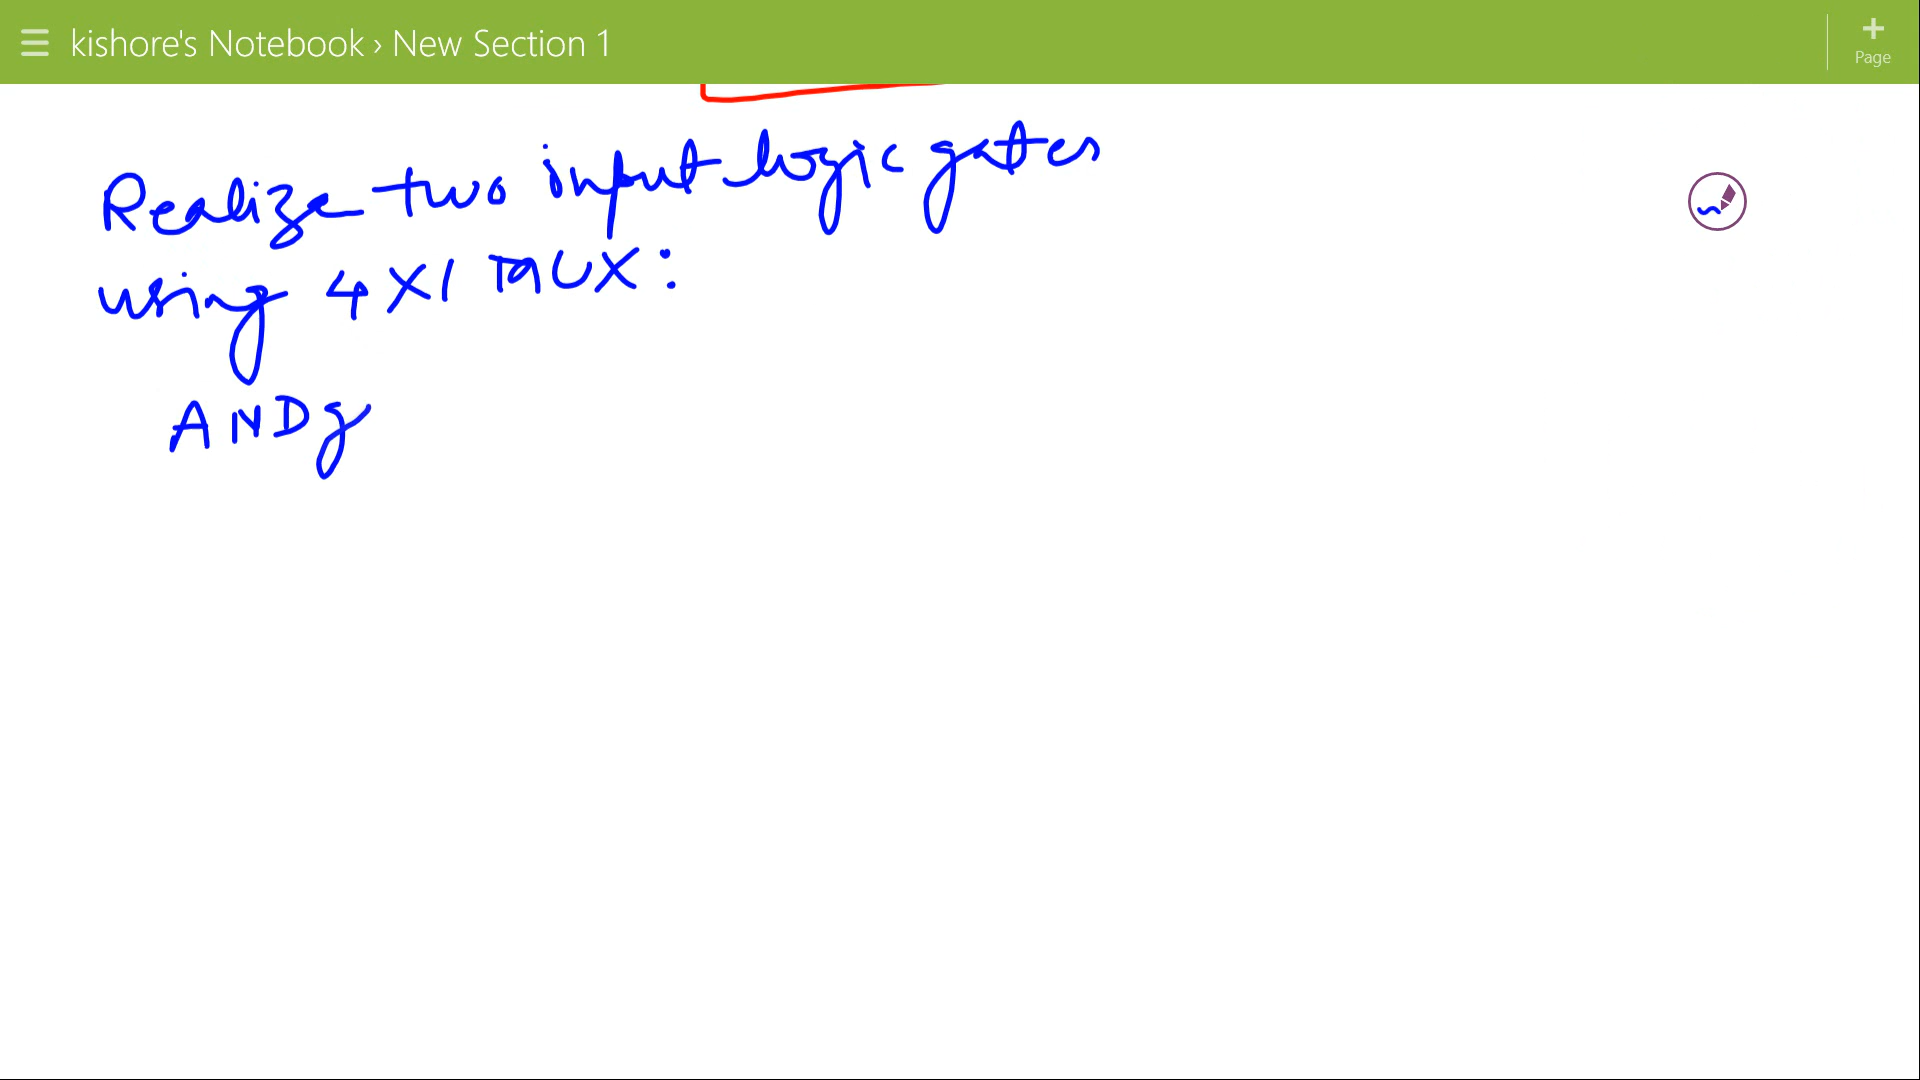 kishore's Notebook › New Section 1
Page
Realize two input logic gates
using 4X1 MUX:
AND g